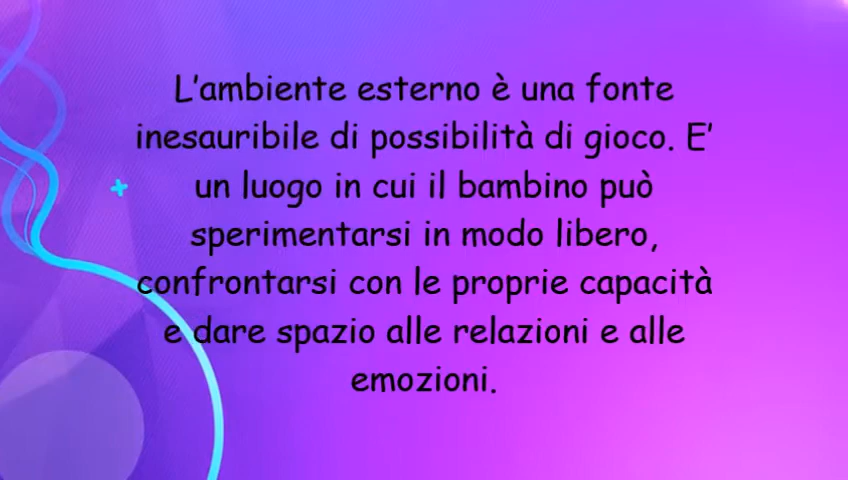 L'ambiente esterno è una fonte
inesauribile di possibilità di gioco. E'
un luogo in cui il bambino può
sperimentarsi in modo libero,
confrontarsi con le proprie capacità
e dare spazio alle relazioni e alle
emozioni.